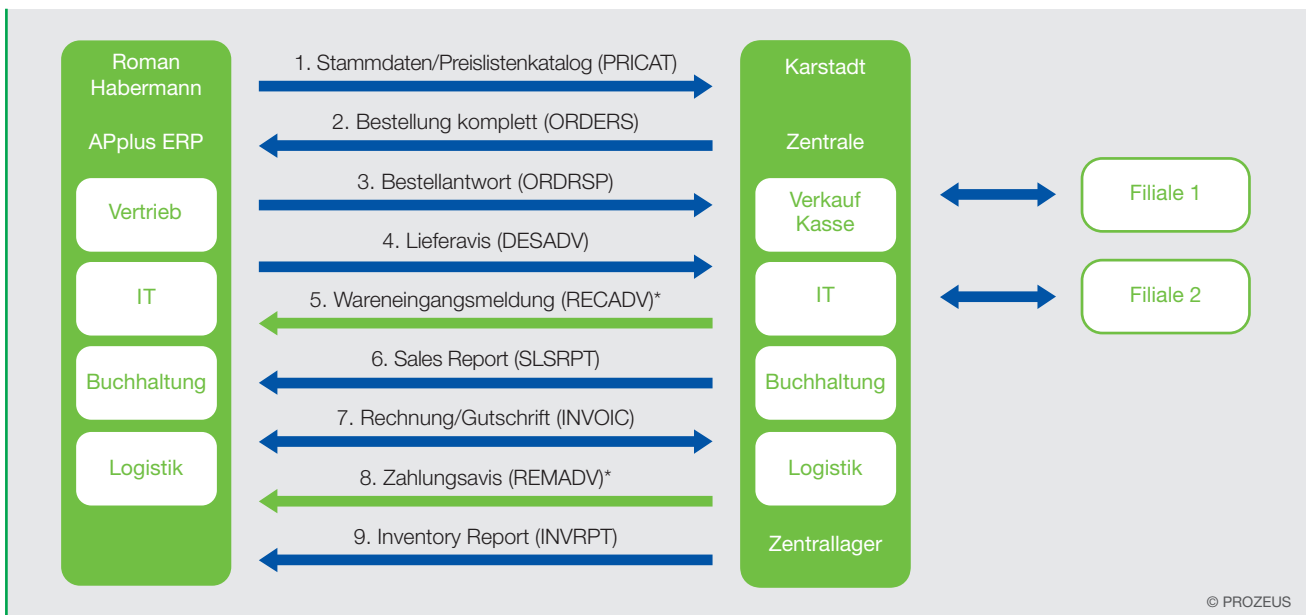 Roman
Habermann
APplus ERP
Vertrieb
IT
Buchhaltung
Logistik
1. Stammdaten/Preislistenkatalog (PRICAT)
2. Bestellung komplett (ORDERS)
3. Bestellantwort (ORDRSP)
4. Lieferavis (DESADV)
5. Wareneingangsmeldung (RECADV)*
6. Sales Report (SLSRPT)
7. Rechnung/Gutschrift (INVOIC)
8. Zahlungsavis (REMADV)*
9. Inventory Report (INVRPT)
Karstadt
Zentrale
Verkauf
Kasse
IT
Buchhaltung
Logistik
Zentrallager
Filiale 1
Filiale 2
© PROZEUS